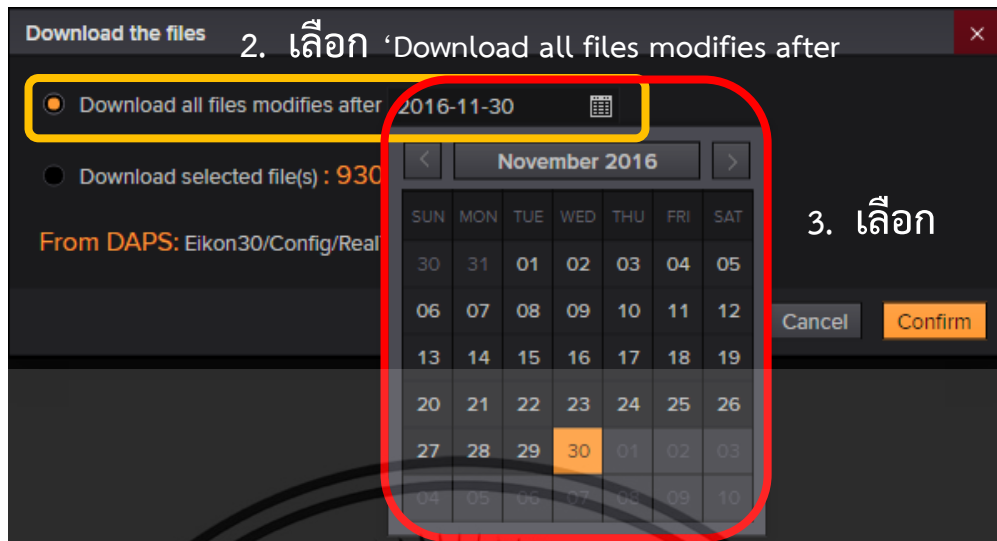 Download the files
2. เลือก ‘Download all files modifies after
Download all files modifies after 2016-11-30
Download selected file(s) : 930
From DAPS: Eikon30/Config/Real
< November 2016 >
SUN MON TUE WED THU FRI SAT
30 31 01 02 03 04 05
3. เลือก
06 07 08 09 10 11 12
Cancel Confirm
13 14 15 16 17 18 19
20 21 22 23 24 25 26
27 28 29 30 01 02 03
04 05 06 07 08 09 10